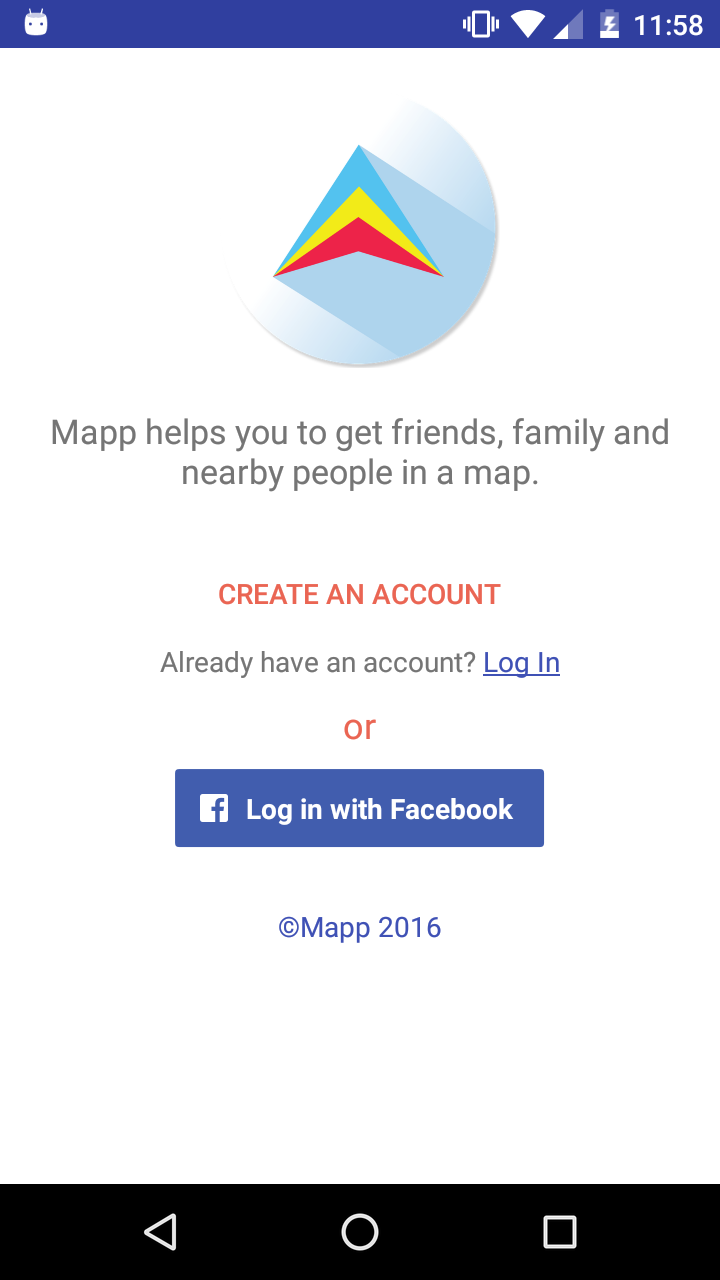 11:58
Mapp helps you to get friends, family and
nearby people in a map.
CREATE AN ACCOUNT
Already have an account? Log In
or
Log in with Facebook
©Mapp 2016